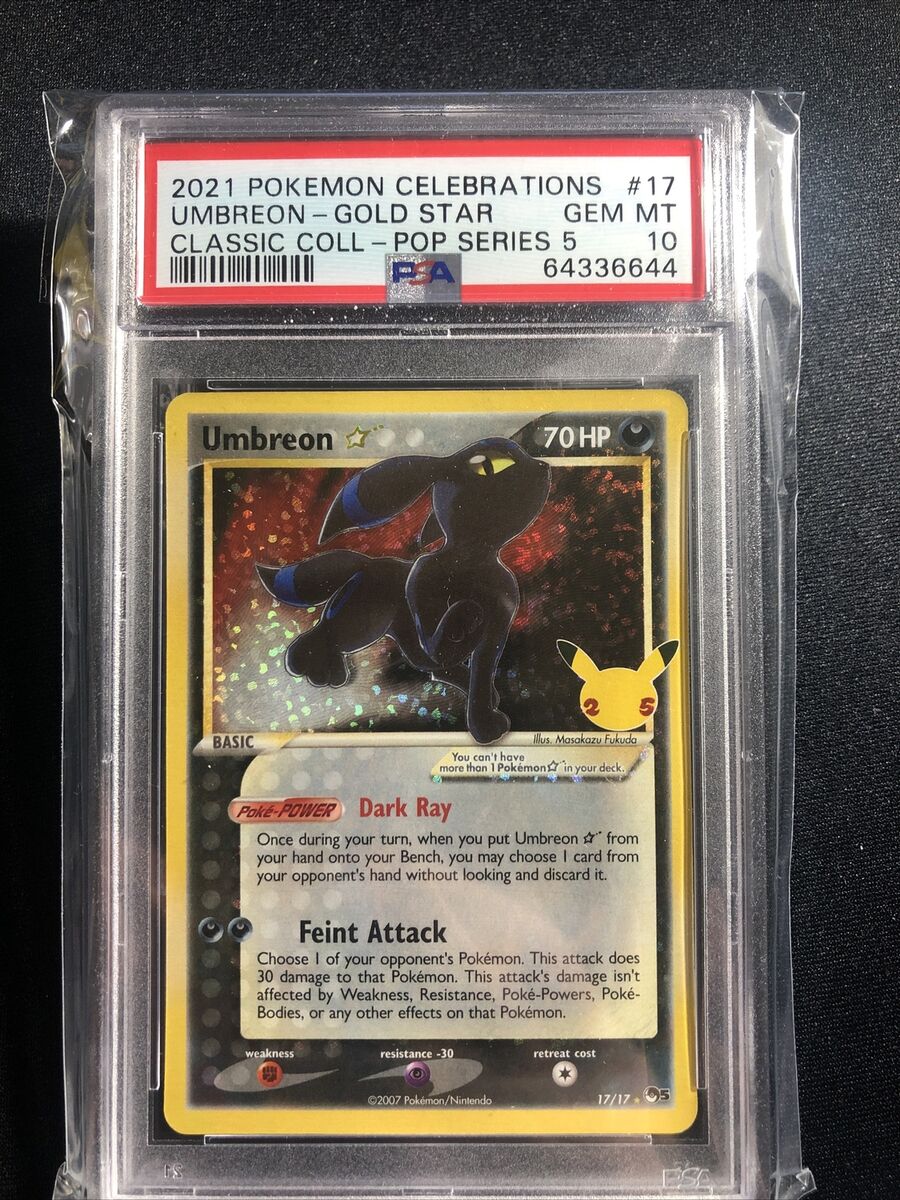 2021 POKEMON CELEBRATIONS #17
UMBREON - GOLD STAR GEM MT
CLASSIC COLL - POP SERIES 5 10
PSA 64336644
Umbreon ☆ 70 HP
2 5
BASIC Illus. Masakazu Fukuda
You can't have
more than 1 Pokémon ☆ in your deck.
Poké-POWER Dark Ray
Once during your turn, when you put Umbreon ☆ from
your hand onto your Bench, you may choose 1 card from
your opponent's hand without looking and discard it.
Feint Attack
Choose 1 of your opponent's Pokémon. This attack does
30 damage to that Pokémon. This attack's damage isn't
affected by Weakness, Resistance, Poké-Powers, Poké-
Bodies, or any other effects on that Pokémon.
weakness resistance -30 retreat cost
©2007 Pokémon/Nintendo 17/17 ★ 5
PSA